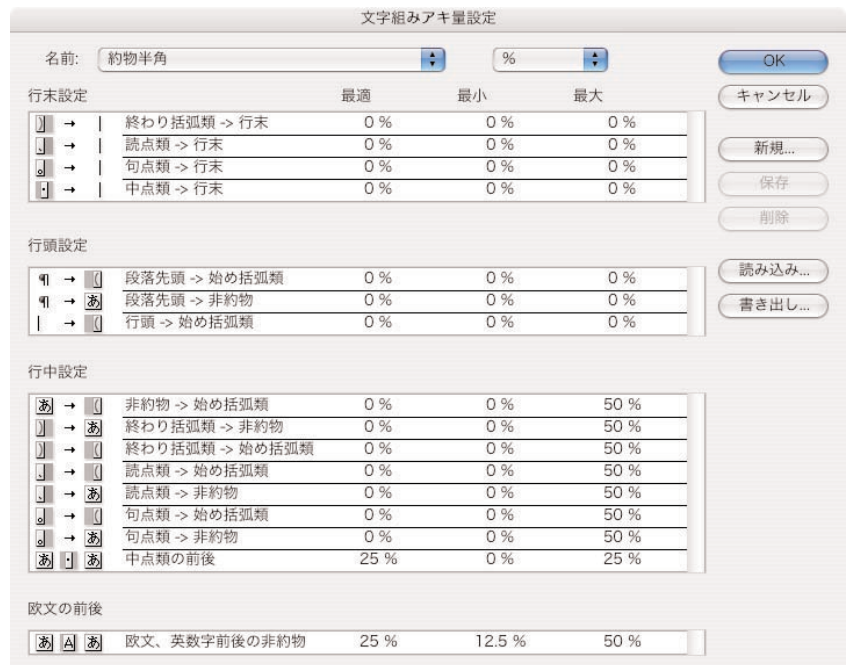 文字組みアキ量設定
名前: 約物半角 % OK
行末設定 最適 最小 最大 キャンセル
)  →  | 終わり括弧類 -> 行末 0 % 0 % 0 %
、 → | 読点類 -> 行末 0 % 0 % 0 % 新規...
。 → | 句点類 -> 行末 0 % 0 % 0 %
・ → | 中点類 -> 行末 0 % 0 % 0 % 保存
削除
行頭設定
¶ → ( 段落先頭 -> 始め括弧類 0 % 0 % 0 % 読み込み...
¶ → あ 段落先頭 -> 非約物 0 % 0 % 0 % 書き出し...
| → ( 行頭 -> 始め括弧類 0 % 0 % 0 %
行中設定
あ → ( 非約物 -> 始め括弧類 0 % 0 % 50 %
) → あ 終わり括弧類 -> 非約物 0 % 0 % 50 %
) → ( 終わり括弧類 -> 始め括弧類 0 % 0 % 50 %
、 → ( 読点類 -> 始め括弧類 0 % 0 % 50 %
、 → あ 読点類 -> 非約物 0 % 0 % 50 %
。 → ( 句点類 -> 始め括弧類 0 % 0 % 50 %
。 → あ 句点類 -> 非約物 0 % 0 % 50 %
あ ・ あ 中点類の前後 25 % 0 % 25 %
欧文の前後
あ A あ 欧文、英数字前後の非約物 25 % 12.5 % 50 %